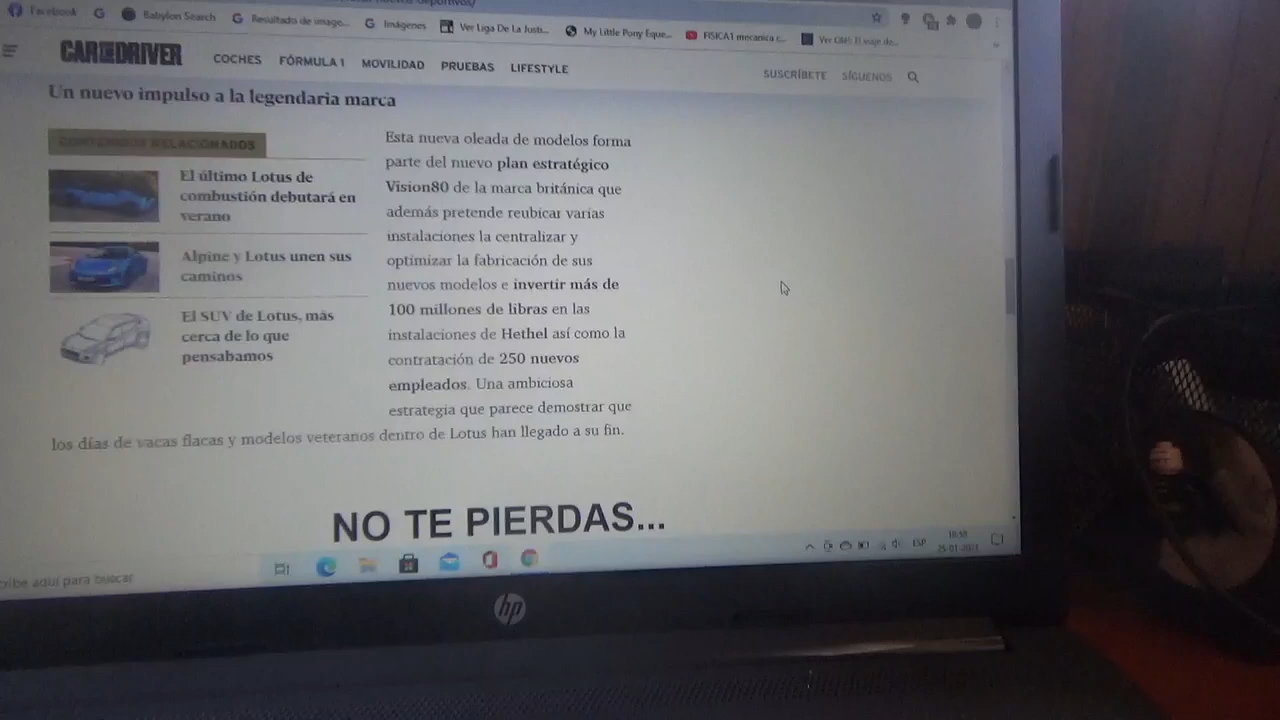 Facebook
Babylon Search
Resultado de image...
Imágenes
Ver Liga De La Justi...
My Little Pony Eque...
FISICA1 mecanica c...
CAR AND DRIVER
COCHES
FÓRMULA 1
MOVILIDAD
PRUEBAS
LIFESTYLE
SUSCRÍBETE
SÍGUENOS
Un nuevo impulso a la legendaria marca
RELACIONADOS
El último Lotus de
combustión debutará en
verano
Alpine y Lotus unen sus
caminos
El SUV de Lotus, más
cerca de lo que
pensabamos
Esta nueva oleada de modelos forma
parte del nuevo plan estratégico
Vision80 de la marca británica que
además pretende reubicar varias
instalaciones la centralizar y
optimizar la fabricación de sus
nuevos modelos e invertir más de
100 millones de libras en las
instalaciones de Hethel así como la
contratación de 250 nuevos
empleados. Una ambiciosa
estrategia que parece demostrar que
los días de vacas flacas y modelos veteranos dentro de Lotus han llegado a su fin.
NO TE PIERDAS...
cribe aquí para buscar
ESP
hp